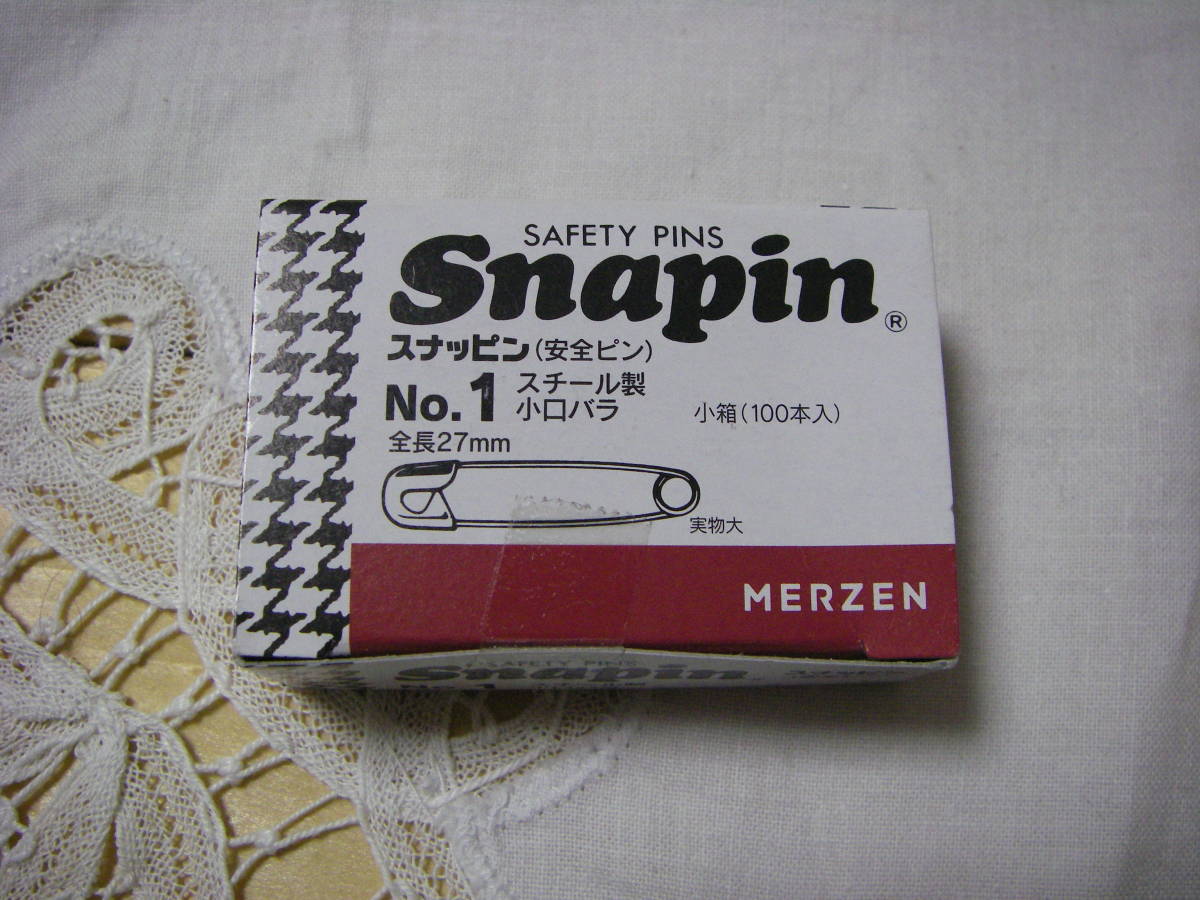 SAFETY PINS
Snapin®
スナッピン(安全ピン)
No.1 スチール製
小口バラ 小箱(100本入)
全長27mm
実物大
MERZEN
SAFETY PINS
Snapin
No.1